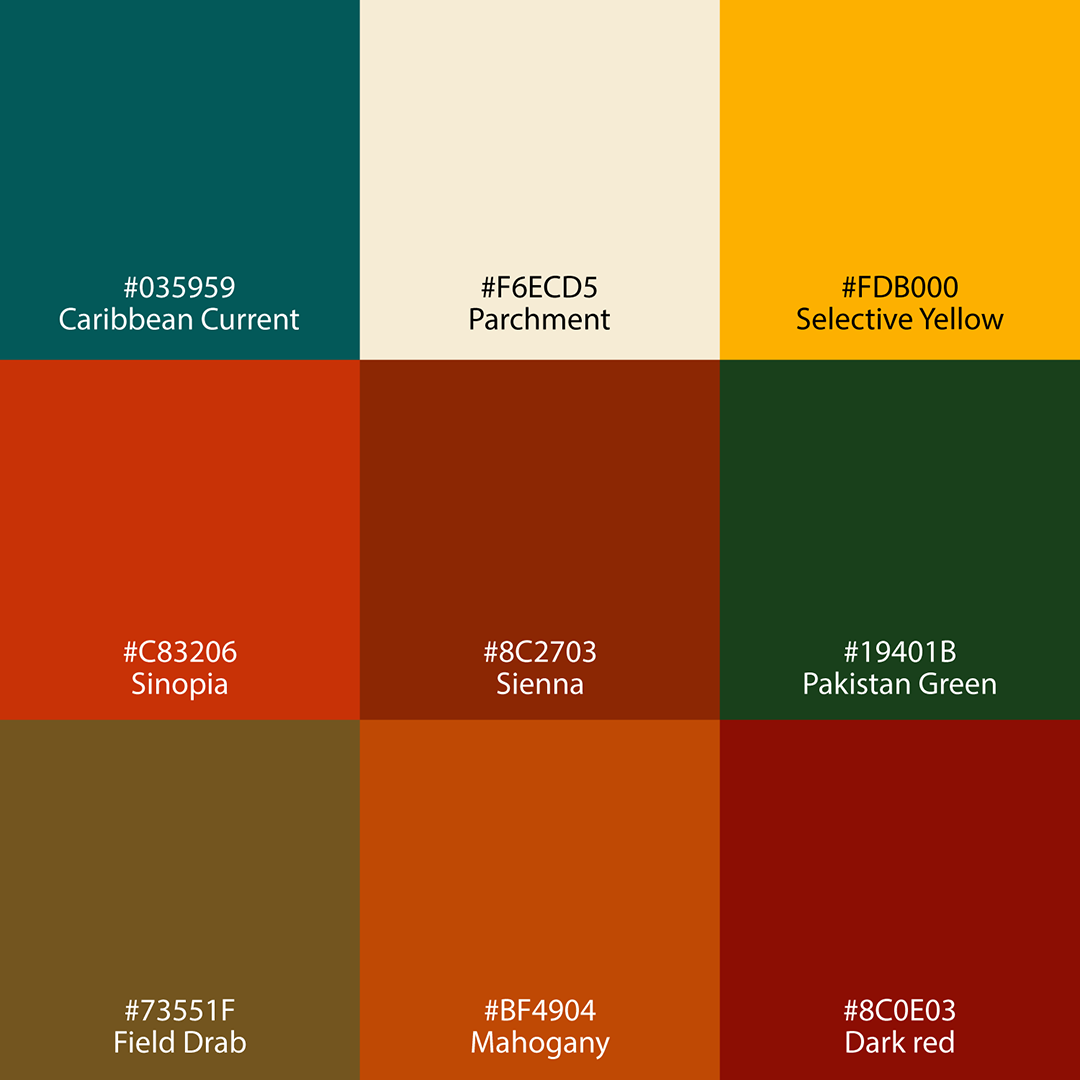 #035959
Caribbean Current
#F6ECD5
Parchment
#FDB000
Selective Yellow
#C83206
Sinopia
#8C2703
Sienna
#19401B
Pakistan Green
#73551F
Field Drab
#BF4904
Mahogany
#8C0E03
Dark red